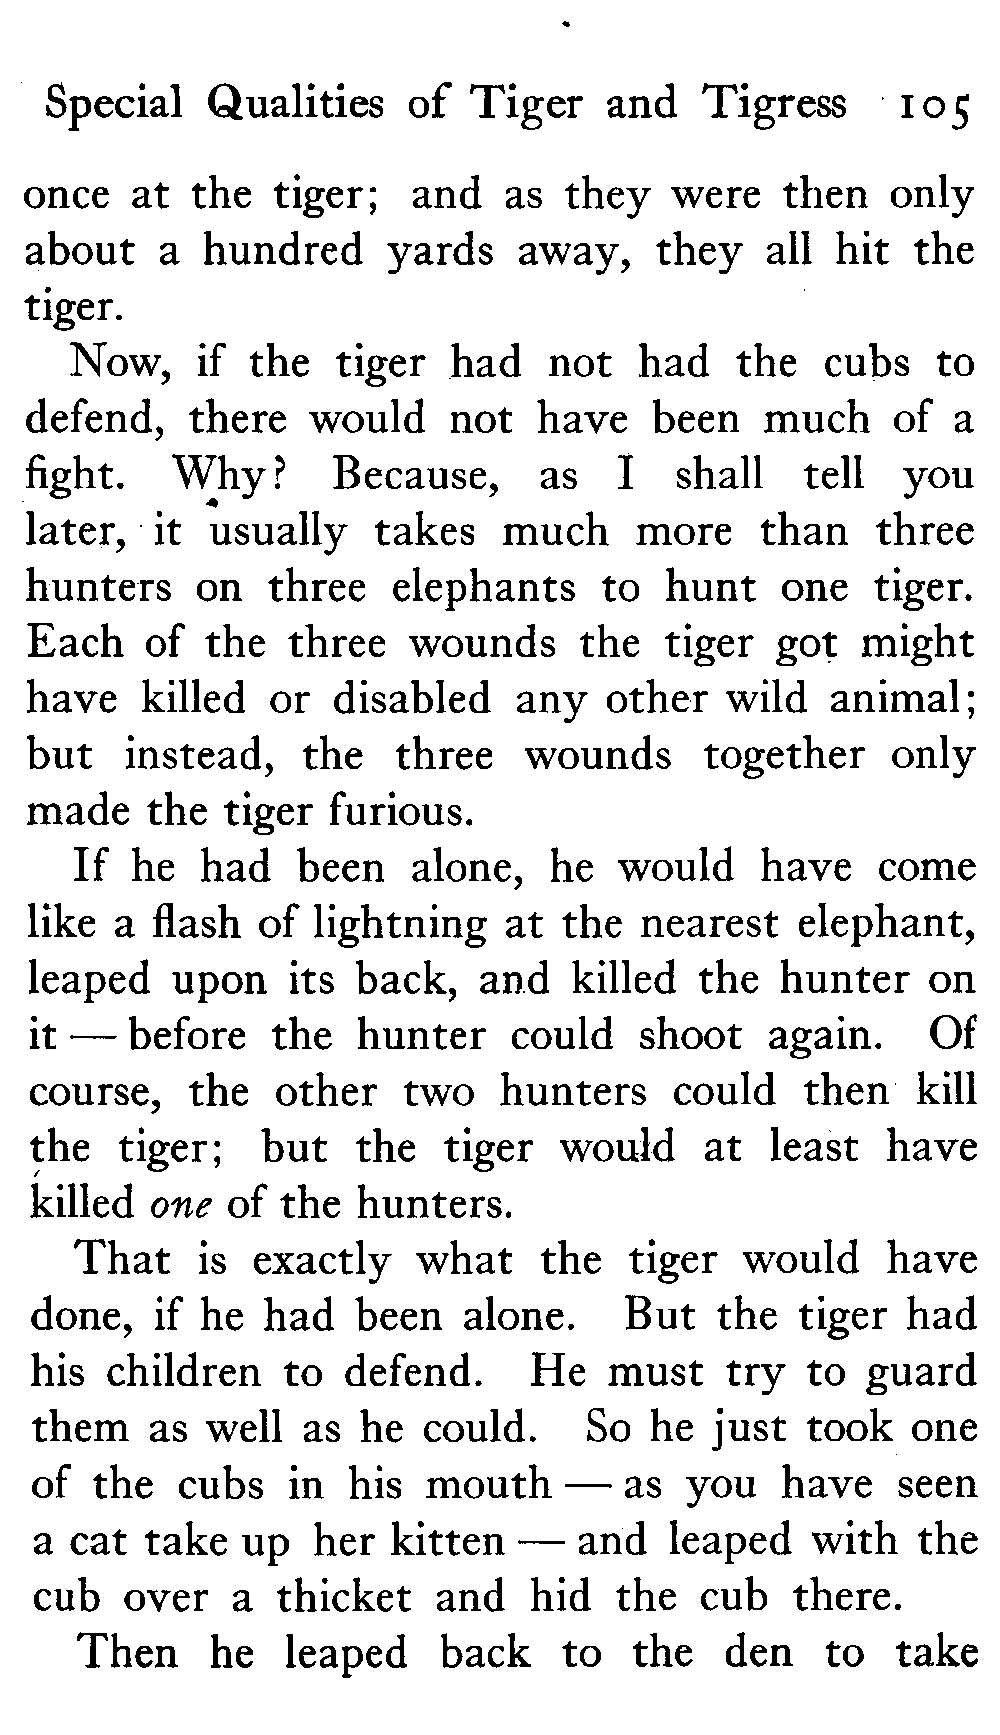 Special Qualities of Tiger and Tigress 105
once at the tiger; and as they were then only
about a hundred yards away, they all hit the
tiger.
Now, if the tiger had not had the cubs to
defend, there would not have been much of a
fight. Why? Because, as I shall tell you
later, it usually takes much more than three
hunters on three elephants to hunt one tiger.
Each of the three wounds the tiger got might
have killed or disabled any other wild animal;
but instead, the three wounds together only
made the tiger furious.
If he had been alone, he would have come
like a flash of lightning at the nearest elephant,
leaped upon its back, and killed the hunter on
it — before the hunter could shoot again. Of
course, the other two hunters could then kill
the tiger; but the tiger would at least have
killed one of the hunters.
That is exactly what the tiger would have
done, if he had been alone. But the tiger had
his children to defend. He must try to guard
them as well as he could. So he just took one
of the cubs in his mouth — as you have seen
a cat take up her kitten — and leaped with the
cub over a thicket and hid the cub there.
Then he leaped back to the den to take